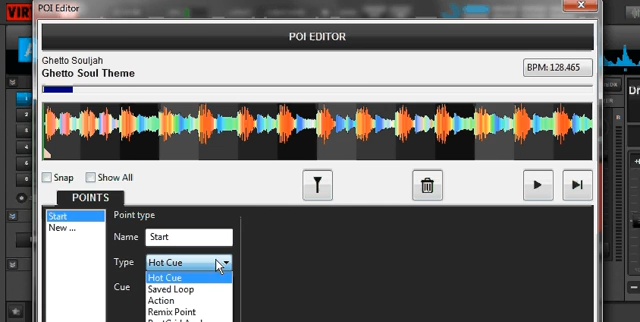 VIR
POI Editor
POI EDITOR
Ghetto Souljah
Ghetto Soul Theme
BPM: 128.465
Snap
Show All
POINTS
Start
New ...
Point type
Name
Start
Type
Hot Cue
Cue
Hot Cue
Saved Loop
Action
Remix Point